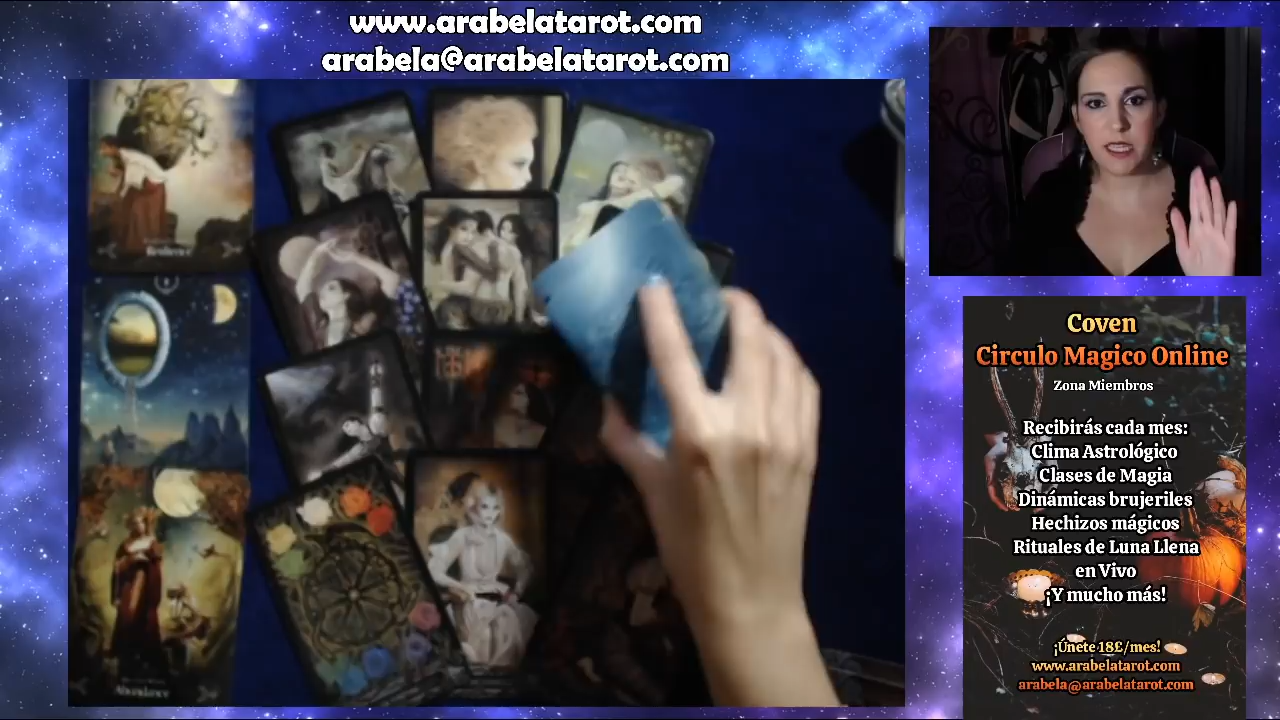 www.arabelatarot.com
arabela@arabelatarot.com
Coven
Circulo Magico Online
Zona Miembros
Recibirás cada mes:
Clima Astrológico
Clases de Magia
Dinámicas brujeriles
Hechizos mágicos
Rituales de Luna Llena
en Vivo
¡Y mucho más!
¡Únete 18£/mes!
www.arabelatarot.com
arabela@arabelatarot.com
Resilience
Abundance